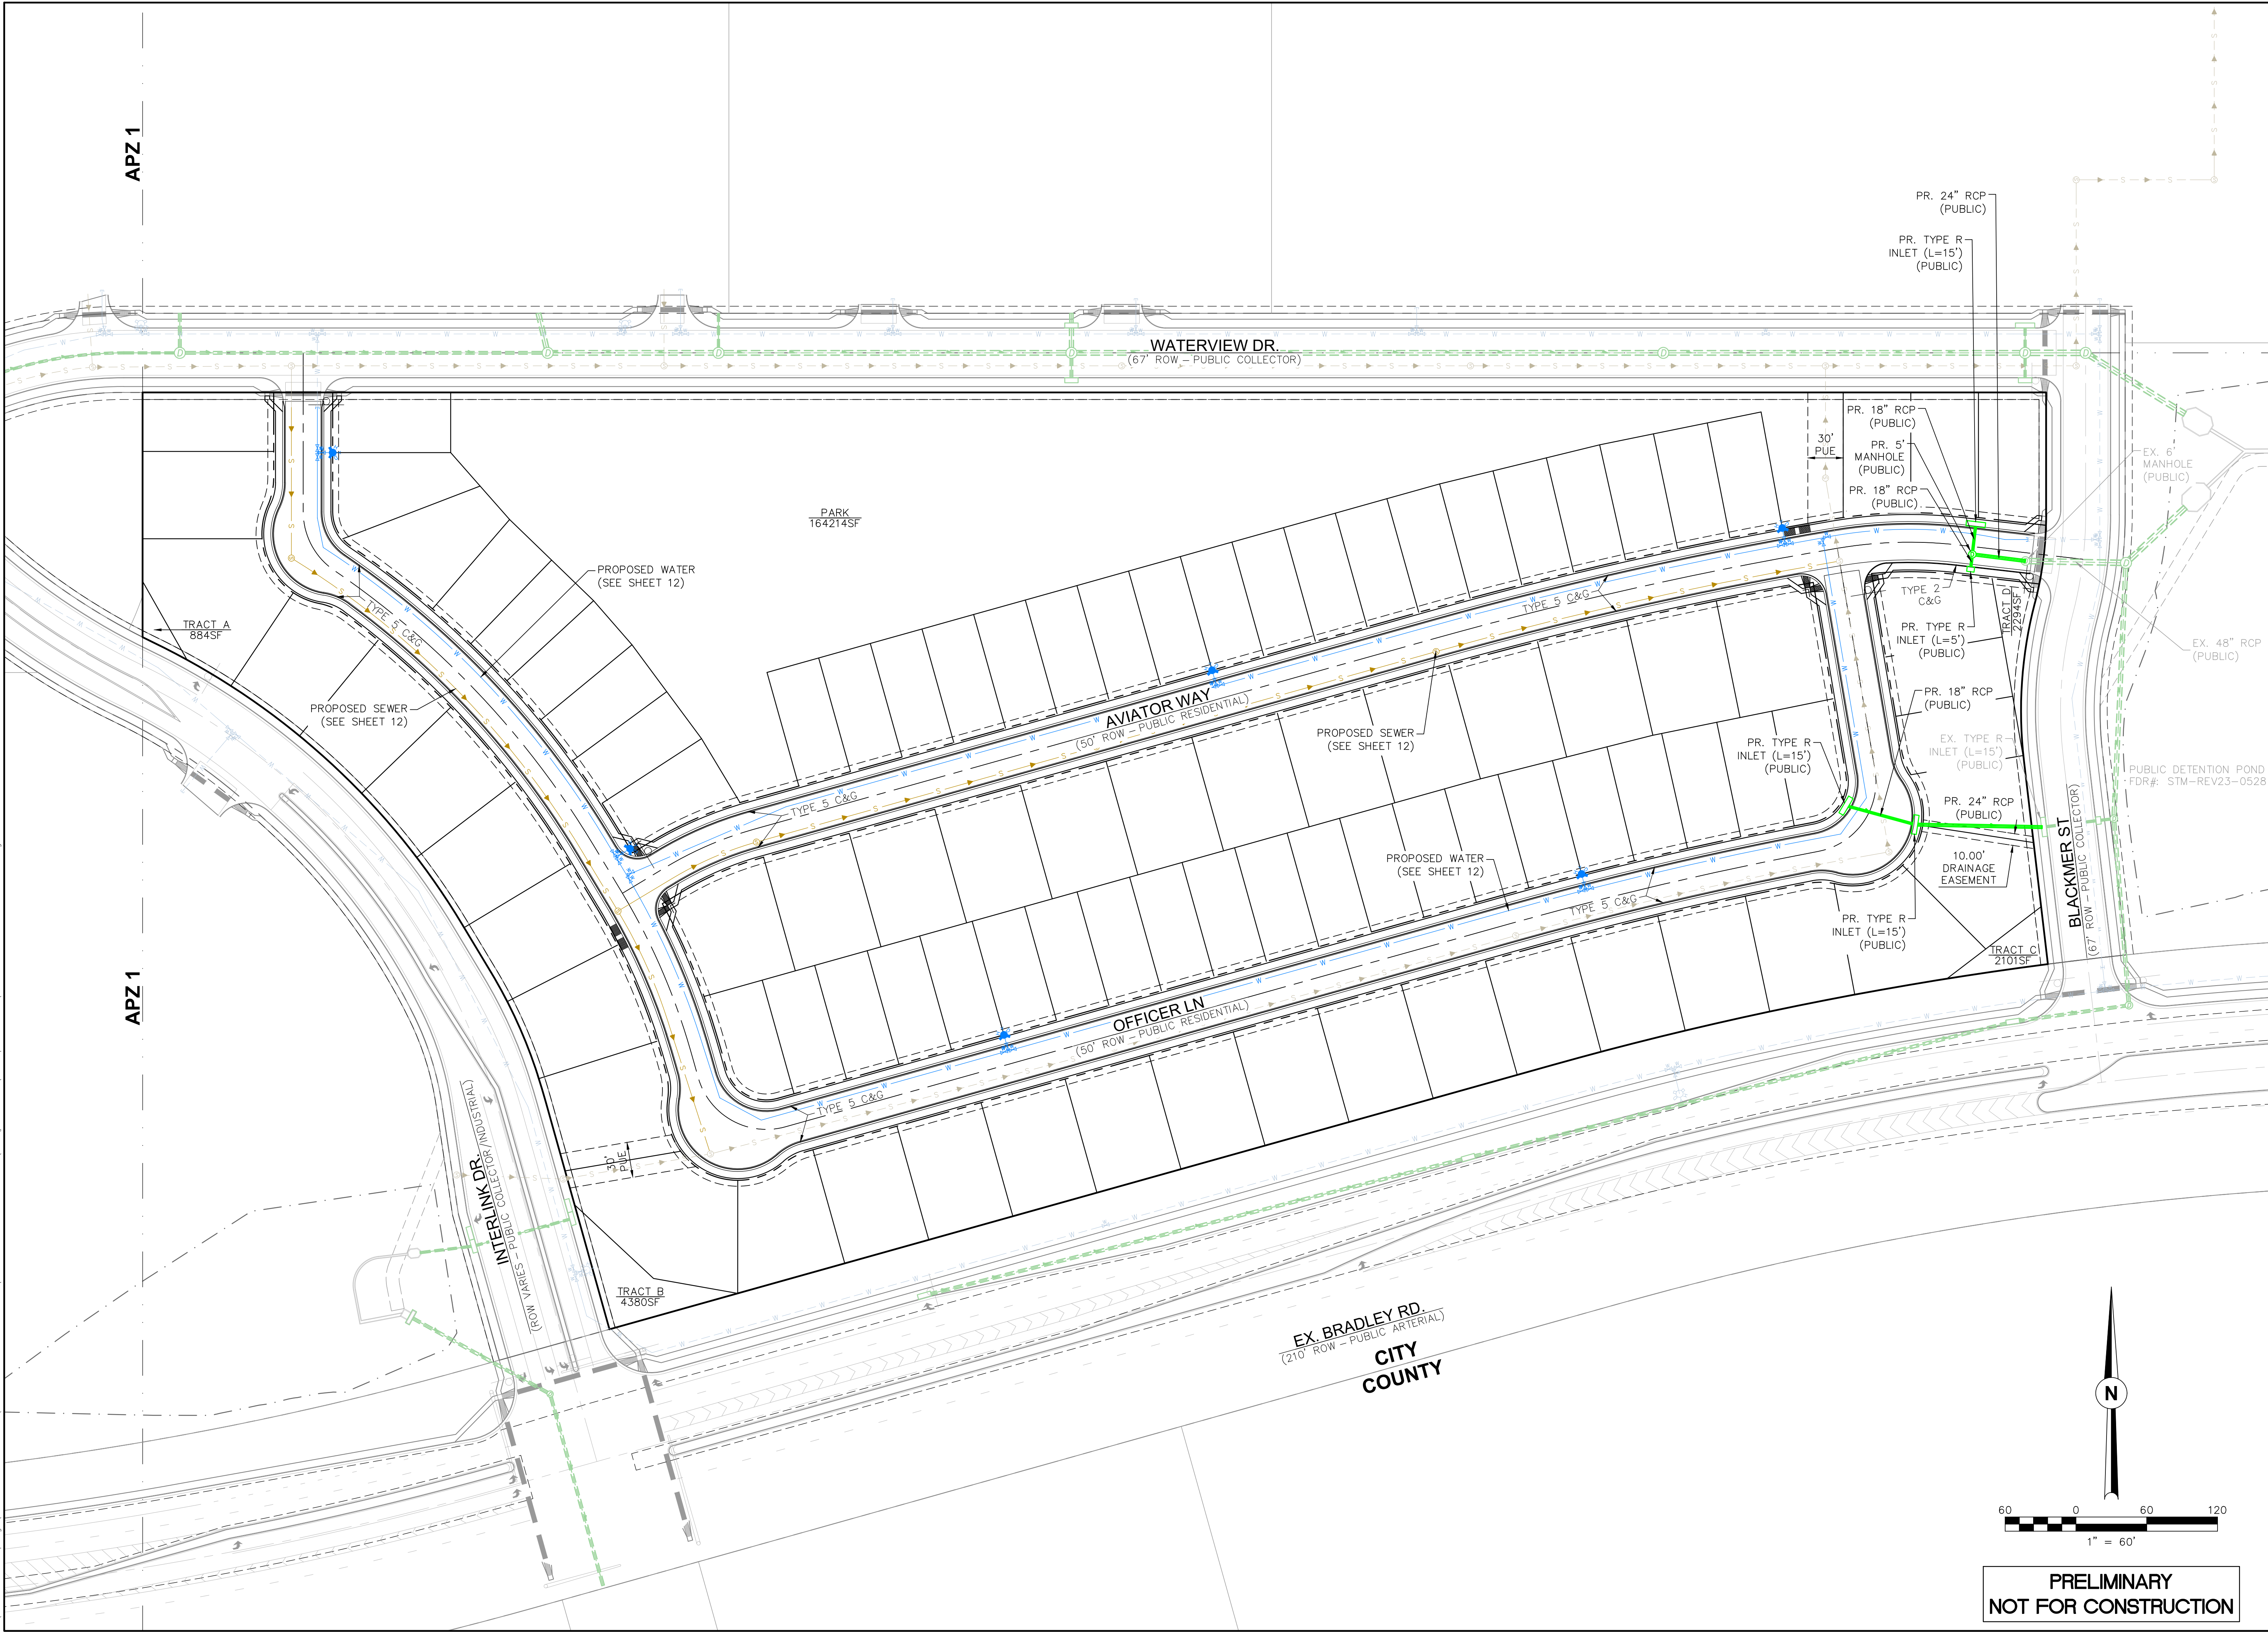 APZ 1
PR. 24" RCP
(PUBLIC)
PR. TYPE R
INLET (L=15')
(PUBLIC)
WATERVIEW DR.
(67' ROW – PUBLIC COLLECTOR)
PR. 18" RCP
(PUBLIC)
30'
PUE
PR. 5'
MANHOLE
(PUBLIC)
EX. 6'
MANHOLE
(PUBLIC)
PR. 18" RCP
(PUBLIC)
PARK
164214SF
PROPOSED WATER
(SEE SHEET 12)
TYPE 5 C&G
TRACT A
884SF
TYPE 5 C&G
TYPE 2
C&G
TRACT D
2294SF
PR. TYPE R
INLET (L=5')
(PUBLIC)
EX. 48" RCP
(PUBLIC)
PROPOSED SEWER
(SEE SHEET 12)
AVIATOR WAY
(50' ROW – PUBLIC RESIDENTIAL)
PROPOSED SEWER
(SEE SHEET 12)
PR. 18" RCP
(PUBLIC)
PR. TYPE R
INLET (L=15')
(PUBLIC)
EX. TYPE R
INLET (L=15')
(PUBLIC)
PUBLIC DETENTION POND
FDR#: STM-REV23-0528
TYPE 5 C&G
PR. 24" RCP
(PUBLIC)
PROPOSED WATER
(SEE SHEET 12)
10.00'
DRAINAGE
EASEMENT
BLACKMER ST
(67' ROW – PUBLIC COLLECTOR)
TYPE 5 C&G
PR. TYPE R
INLET (L=15')
(PUBLIC)
TRACT C
2101SF
APZ 1
OFFICER LN
(50' ROW – PUBLIC RESIDENTIAL)
TYPE 5 C&G
30'
PUE
INTERLINK DR.
(ROW VARIES – PUBLIC COLLECTOR/INDUSTRIAL)
TRACT B
4380SF
EX. BRADLEY RD.
(210' ROW – PUBLIC ARTERIAL)
CITY
COUNTY
N
60 0 60 120
1" = 60'
PRELIMINARY
NOT FOR CONSTRUCTION